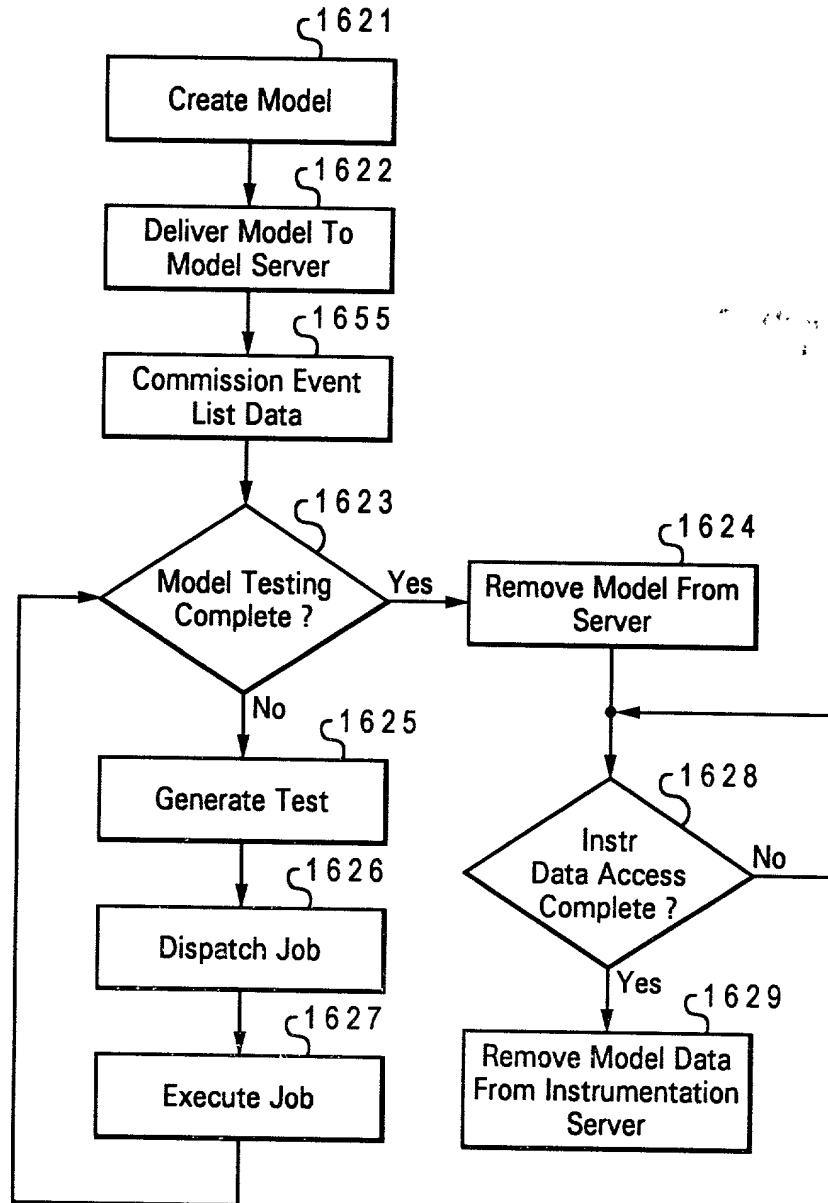 1621
Create Model
1622
Deliver Model To
Model Server
1655
Commission Event
List Data
1623
Model Testing
Complete ?
Yes
No
1624
Remove Model From
Server
1625
Generate Test
1626
Dispatch Job
1627
Execute Job
1628
Instr
Data Access
Complete ?
No
Yes
1629
Remove Model Data
From Instrumentation
Server